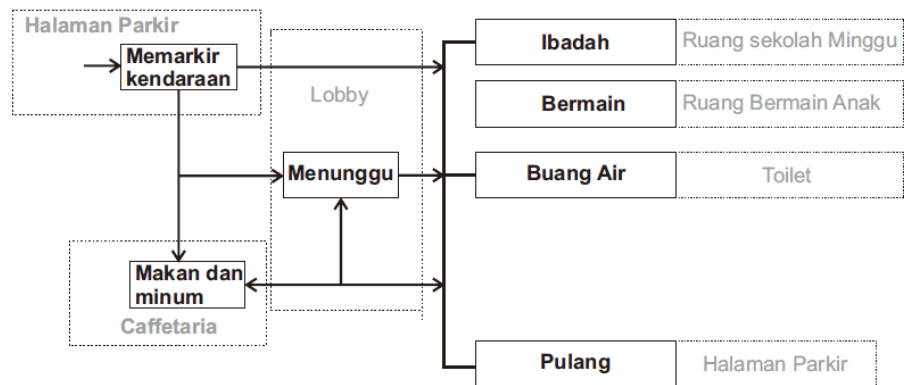 Halaman Parkir
Memarkir
kendaraan
Lobby
Menunggu
Makan dan
minum
Caffetaria
Ibadah
Ruang sekolah Minggu
Bermain
Ruang Bermain Anak
Buang Air
Toilet
Pulang
Halaman Parkir